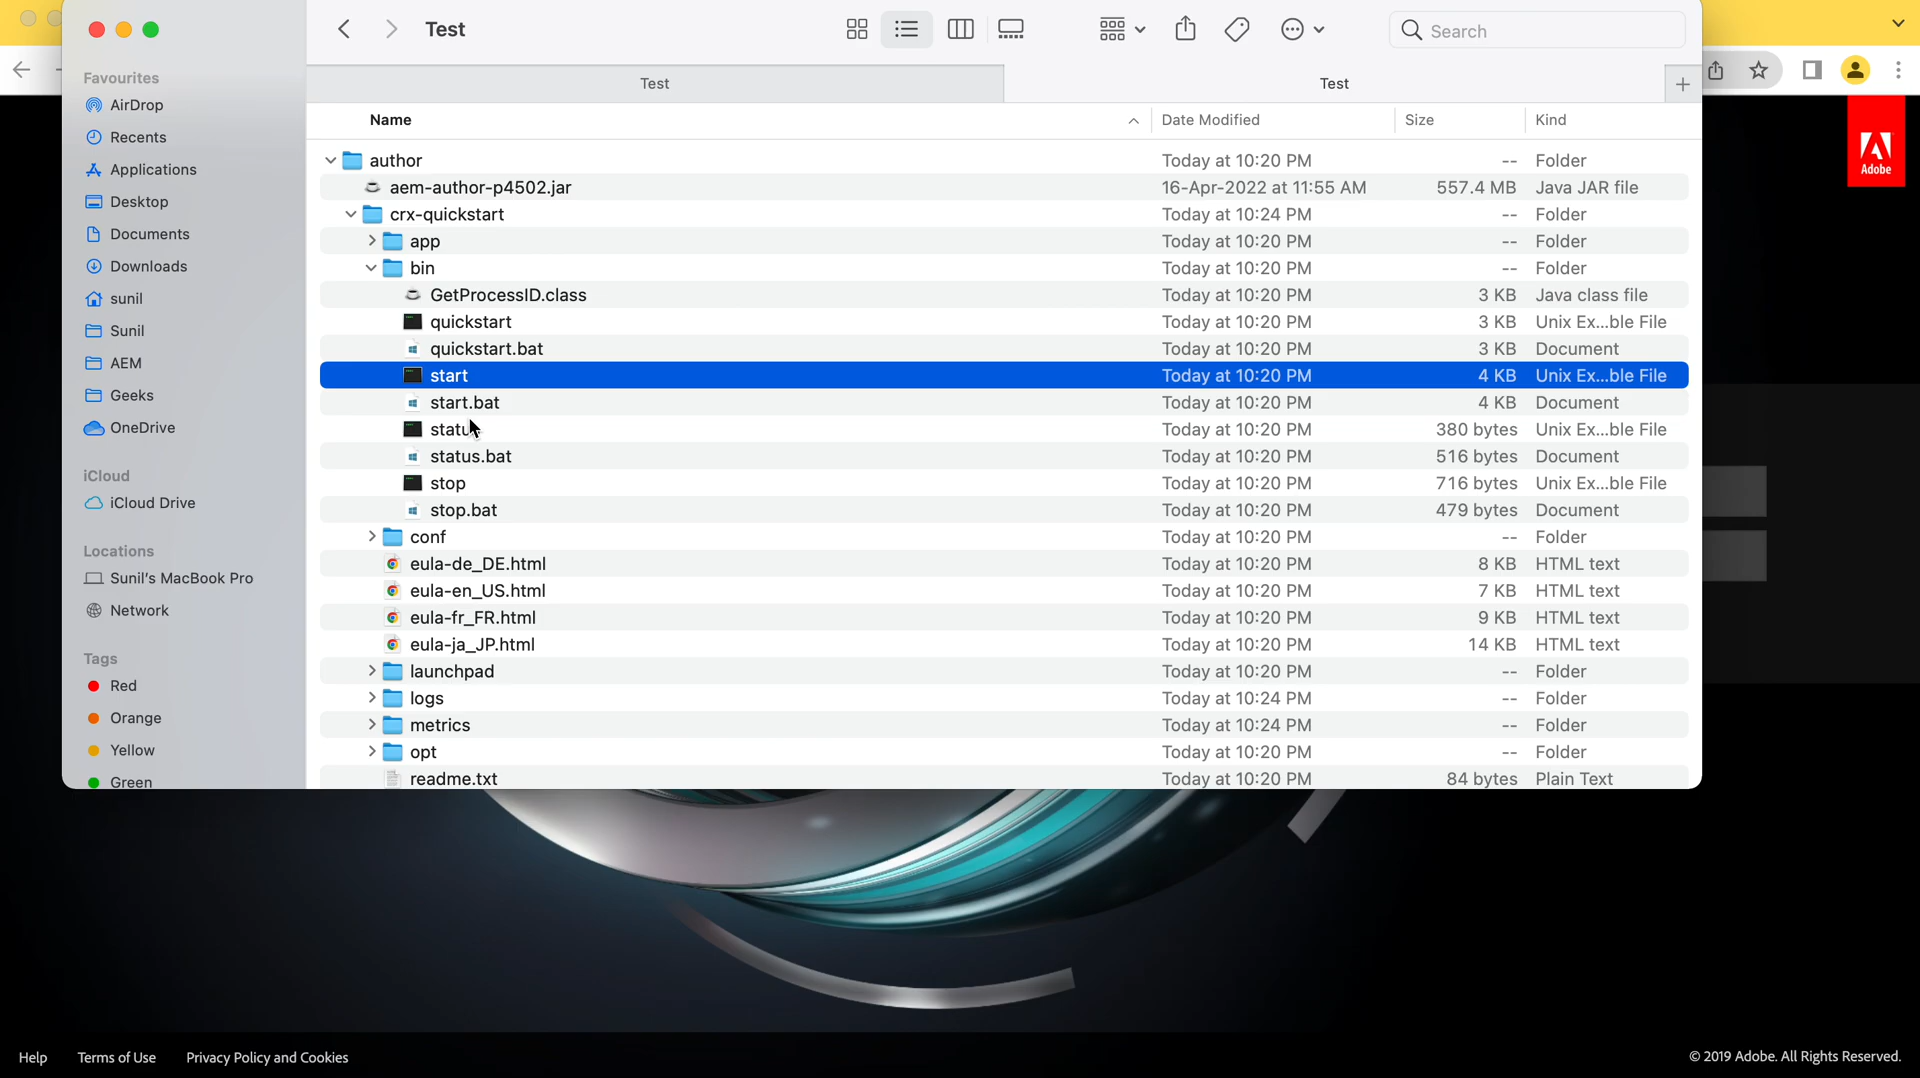 Test
Search
Favourites
AirDrop
Recents
Applications
Desktop
Documents
Downloads
sunil
Sunil
AEM
Geeks
OneDrive
iCloud
iCloud Drive
Locations
Sunil's MacBook Pro
Network
Tags
Red
Orange
Yellow
Green
Test Test
Name Date Modified Size Kind
author Today at 10:20 PM -- Folder
aem-author-p4502.jar 16-Apr-2022 at 11:55 AM 557.4 MB Java JAR file
crx-quickstart Today at 10:24 PM -- Folder
app Today at 10:20 PM -- Folder
bin Today at 10:20 PM -- Folder
GetProcessID.class Today at 10:20 PM 3 KB Java class file
quickstart Today at 10:20 PM 3 KB Unix Ex...ble File
quickstart.bat Today at 10:20 PM 3 KB Document
start Today at 10:20 PM 4 KB Unix Ex...ble File
start.bat Today at 10:20 PM 4 KB Document
status Today at 10:20 PM 380 bytes Unix Ex...ble File
status.bat Today at 10:20 PM 516 bytes Document
stop Today at 10:20 PM 716 bytes Unix Ex...ble File
stop.bat Today at 10:20 PM 479 bytes Document
conf Today at 10:20 PM -- Folder
eula-de_DE.html Today at 10:20 PM 8 KB HTML text
eula-en_US.html Today at 10:20 PM 7 KB HTML text
eula-fr_FR.html Today at 10:20 PM 9 KB HTML text
eula-ja_JP.html Today at 10:20 PM 14 KB HTML text
launchpad Today at 10:20 PM -- Folder
logs Today at 10:24 PM -- Folder
metrics Today at 10:24 PM -- Folder
opt Today at 10:20 PM -- Folder
readme.txt Today at 10:20 PM 84 bytes Plain Text
Adobe
Help Terms of Use Privacy Policy and Cookies
© 2019 Adobe. All Rights Reserved.